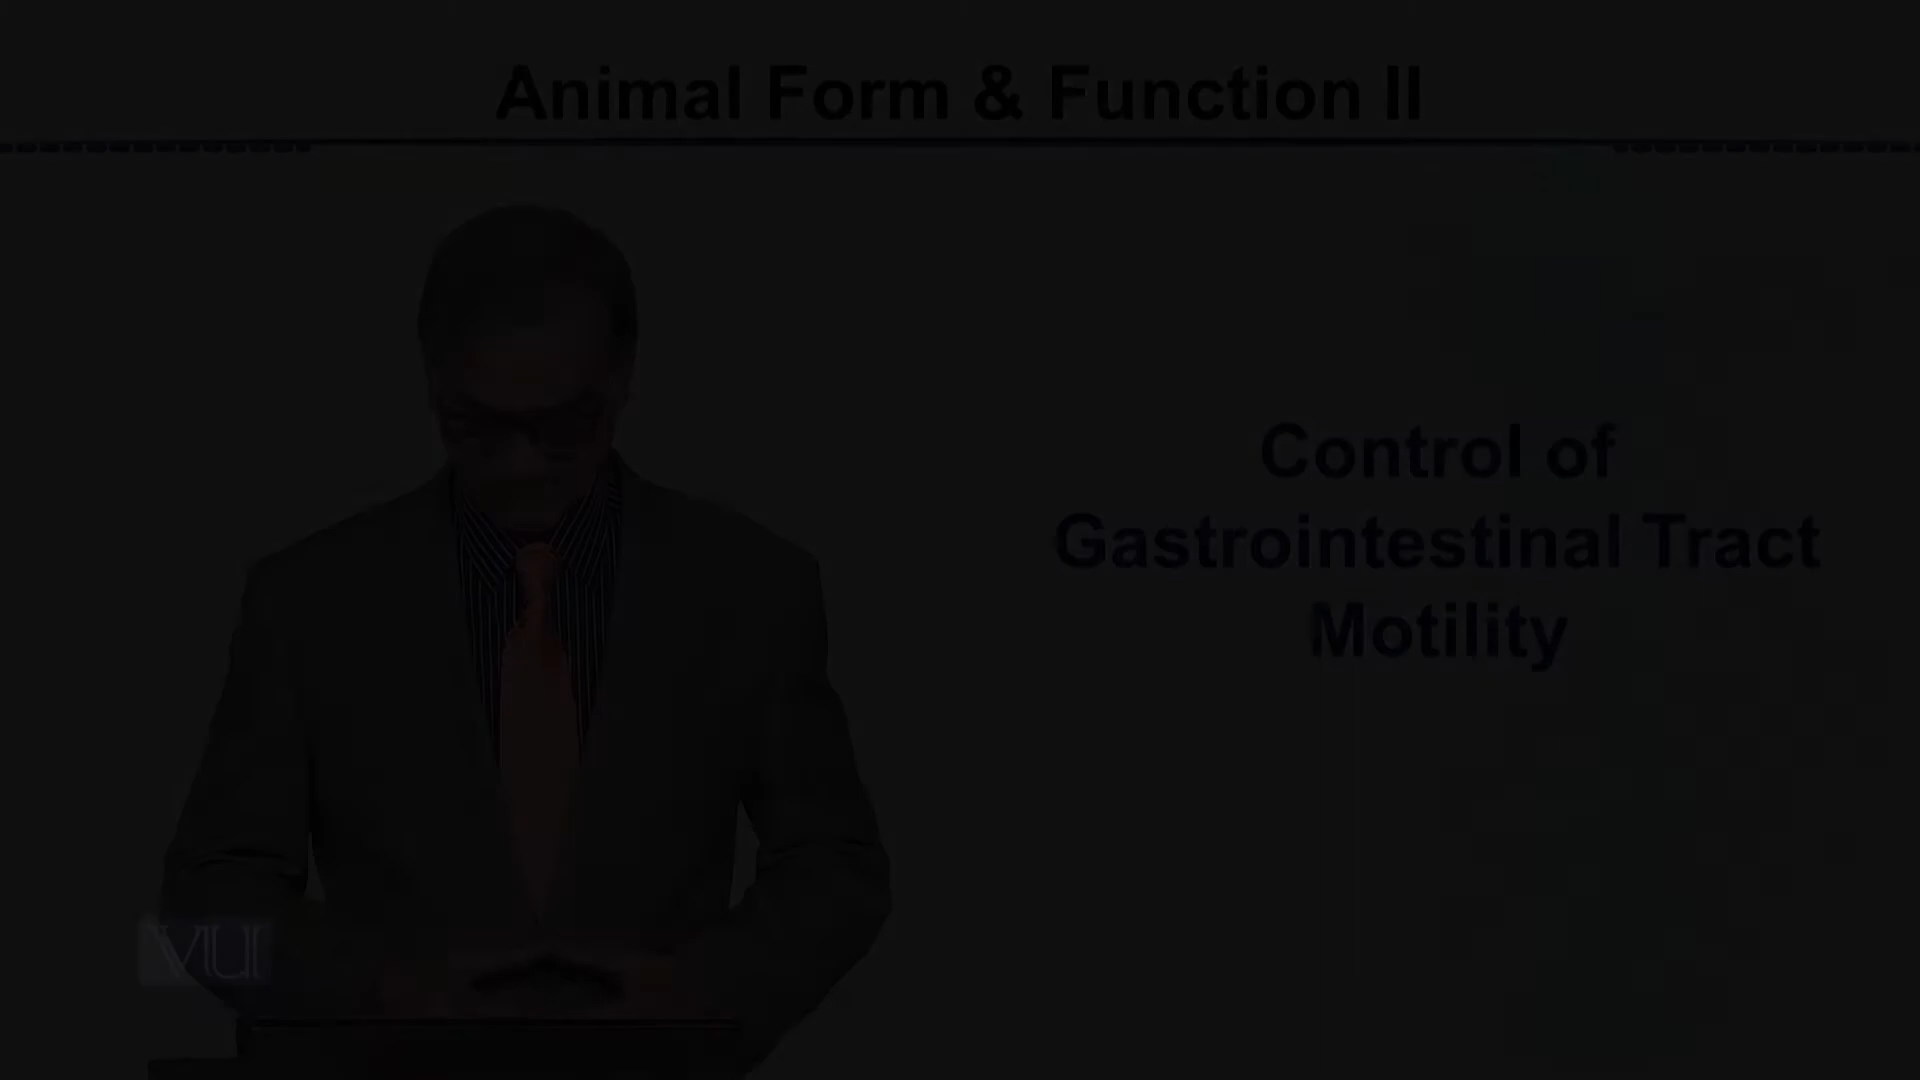 Animal Form & Function II
Control of
Gastrointestinal Tract
Motility
VU